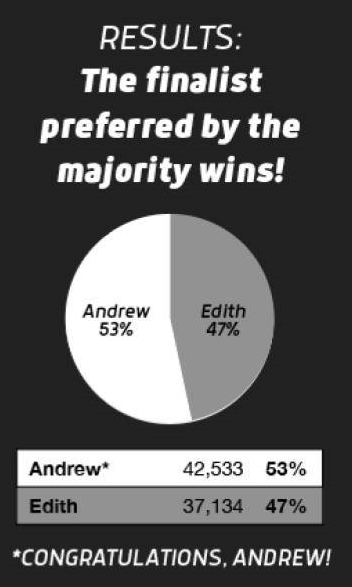 RESULTS:
The finalist
preferred by the
majority wins!
Andrew
53%
Edith
47%
Andrew* 42,533 53%
Edith 37,134 47%
*CONGRATULATIONS, ANDREW!